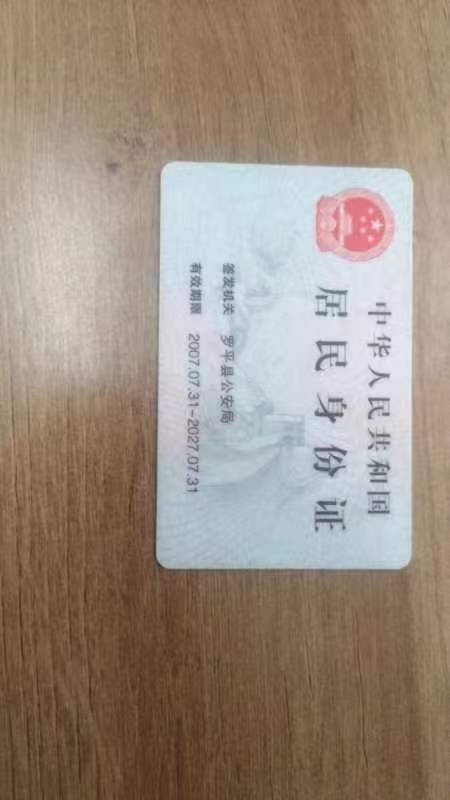 中华人民共和国
居民身份证
签发机关 罗平县公安局
有效期限 2007.07.31-2027.07.31